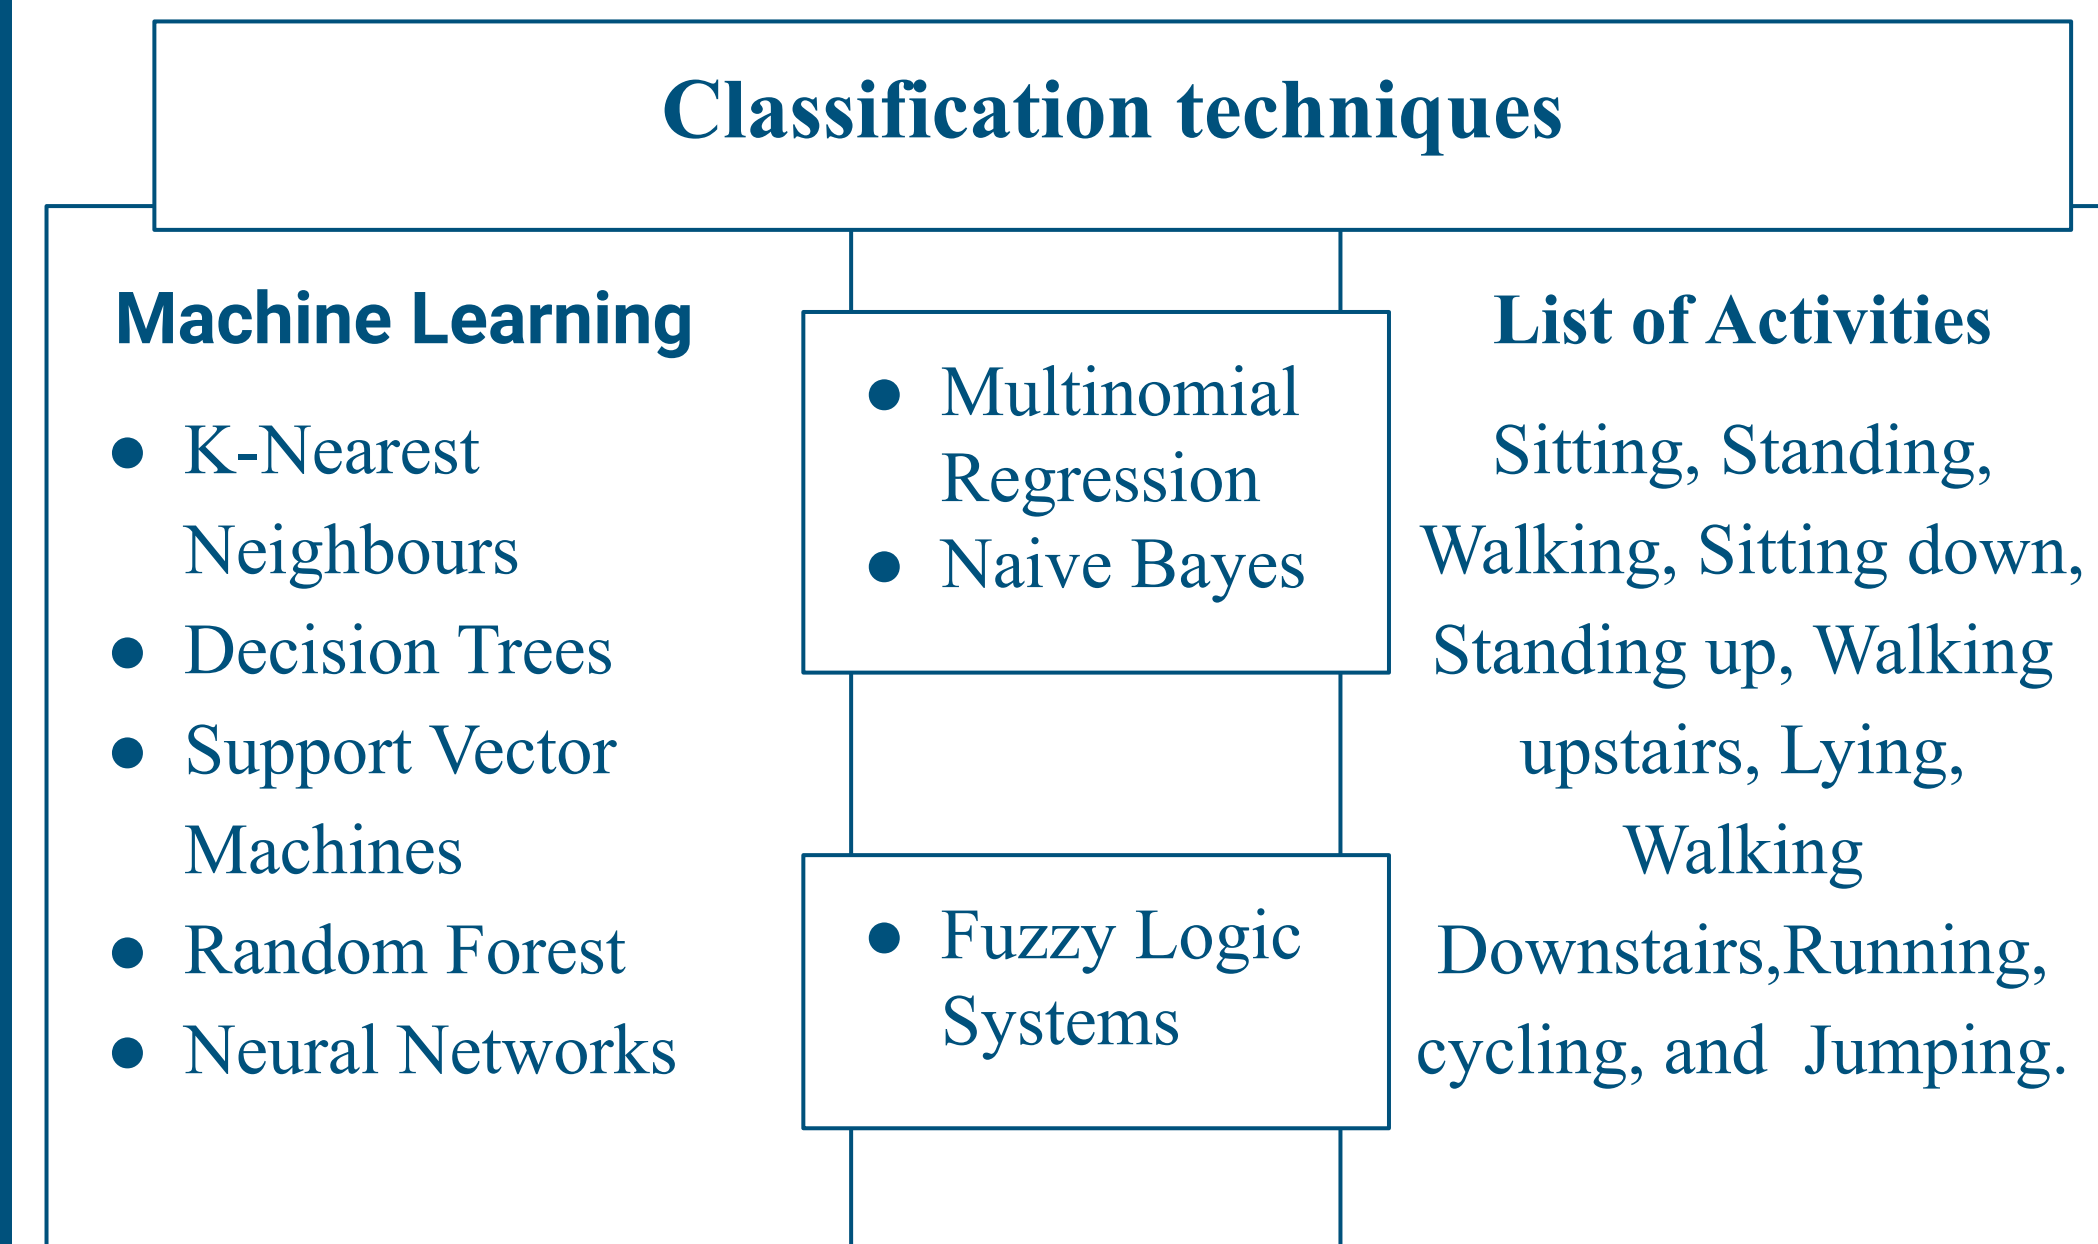 Classification techniques
Machine Learning
● K-Nearest
Neighbours
● Decision Trees
● Support Vector
Machines
● Random Forest
● Neural Networks
● Multinomial
Regression
● Naive Bayes
● Fuzzy Logic
Systems
List of Activities
Sitting, Standing,
Walking, Sitting down,
Standing up, Walking
upstairs, Lying,
Walking
Downstairs,Running,
cycling, and  Jumping.